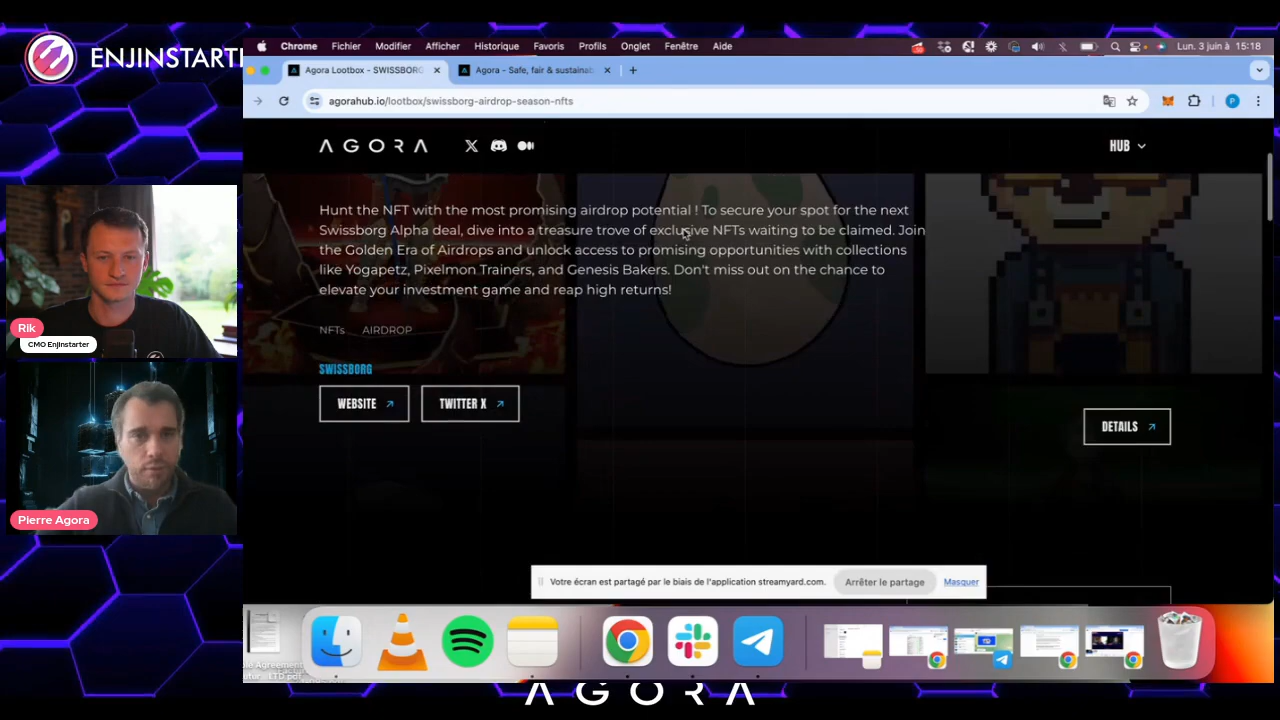 ENJINSTARTE
Chrome Fichier Modifier Afficher Historique Favoris Profils Onglet Fenêtre Aide
Lun. 3 juin à 15:18
Agora Lootbox - SWISSBORG
Agora - Safe, fair & sustainab
agorahub.io/lootbox/swissborg-airdrop-season-nfts
P
AGORA
HUB
Hunt the NFT with the most promising airdrop potential ! To secure your spot for the next
Swissborg Alpha deal, dive into a treasure trove of exclusive NFTs waiting to be claimed. Join
the Golden Era of Airdrops and unlock access to promising opportunities with collections
like Yogapetz, Pixelmon Trainers, and Genesis Bakers. Don't miss out on the chance to
elevate your investment game and reap high returns!
NFTs AIRDROP
SWISSBORG
WEBSITE
TWITTER X
DETAILS
Rik
CMO Enjinstarter
Pierre Agora
Votre écran est partagé par le biais de l'application streamyard.com.
Arrêter le partage
Masquer
Agreement
AGORA